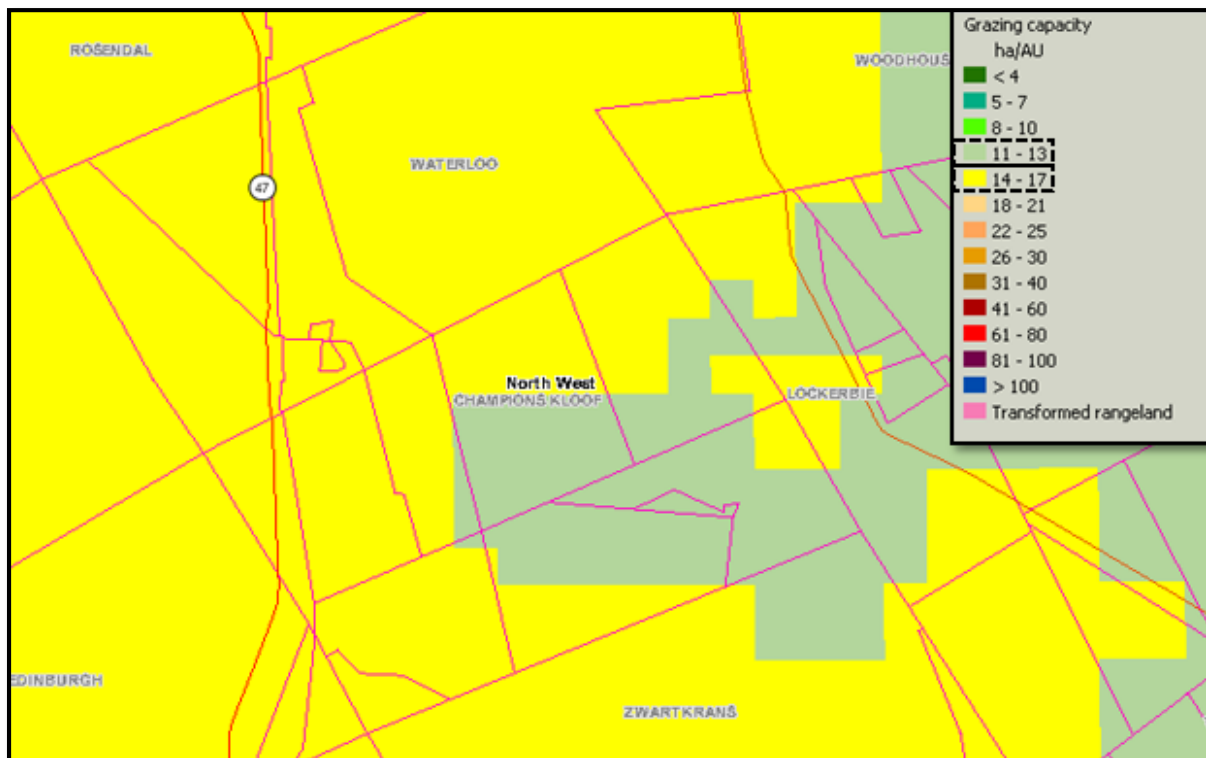 ROSENDAL
WOODHOUS
WATERLOO
47
North West
CHAMPIONS KLOOF
LOCKERBIE
EDINBURGH
ZWARTKRANS
Grazing capacity
ha/AU
< 4
5 - 7
8 - 10
11 - 13
14 - 17
18 - 21
22 - 25
26 - 30
31 - 40
41 - 60
61 - 80
81 - 100
> 100
Transformed rangeland